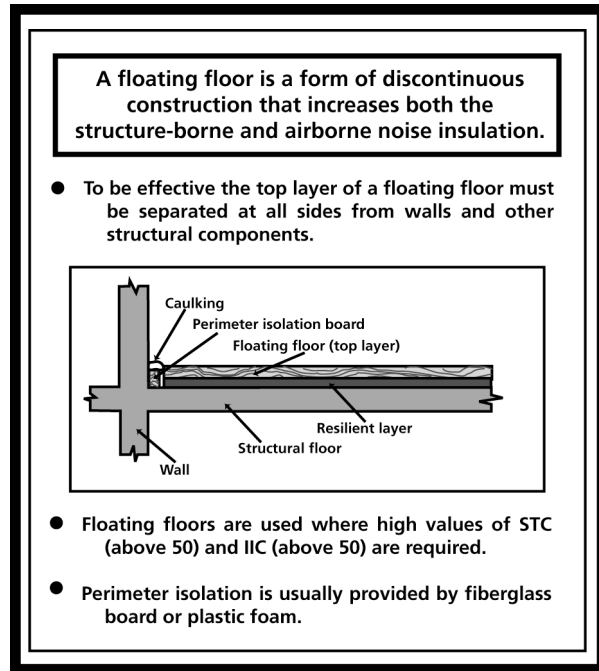 A floating floor is a form of discontinuous
construction that increases both the
structure-borne and airborne noise insulation.
● To be effective the top layer of a floating floor must
be separated at all sides from walls and other
structural components.
Caulking
Perimeter isolation board
Floating floor (top layer)
Resilient layer
Structural floor
Wall
● Floating floors are used where high values of STC
(above 50) and IIC (above 50) are required.
● Perimeter isolation is usually provided by fiberglass
board or plastic foam.